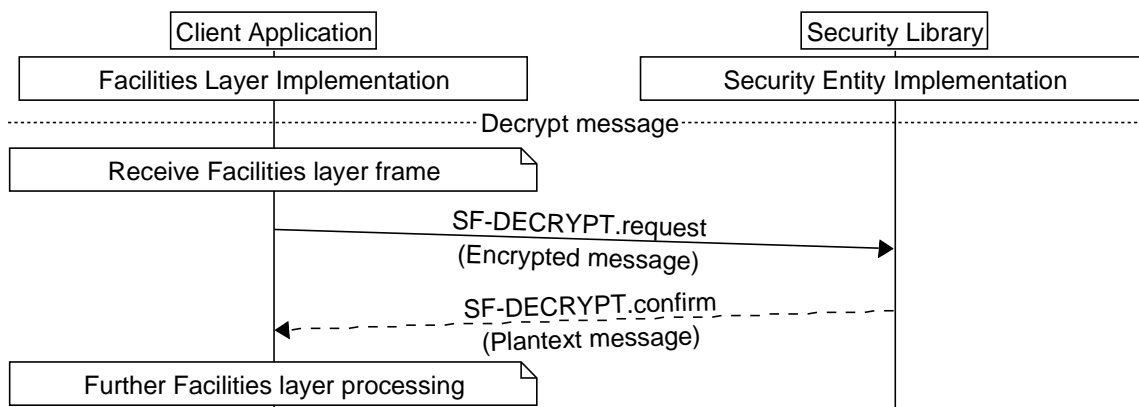 Client Application
Security Library
Facilities Layer Implementation
Security Entity Implementation
Decrypt message
Receive Facilities layer frame
SF-DECRYPT.request
(Encrypted message)
SF-DECRYPT.confirm
(Plantext message)
Further Facilities layer processing